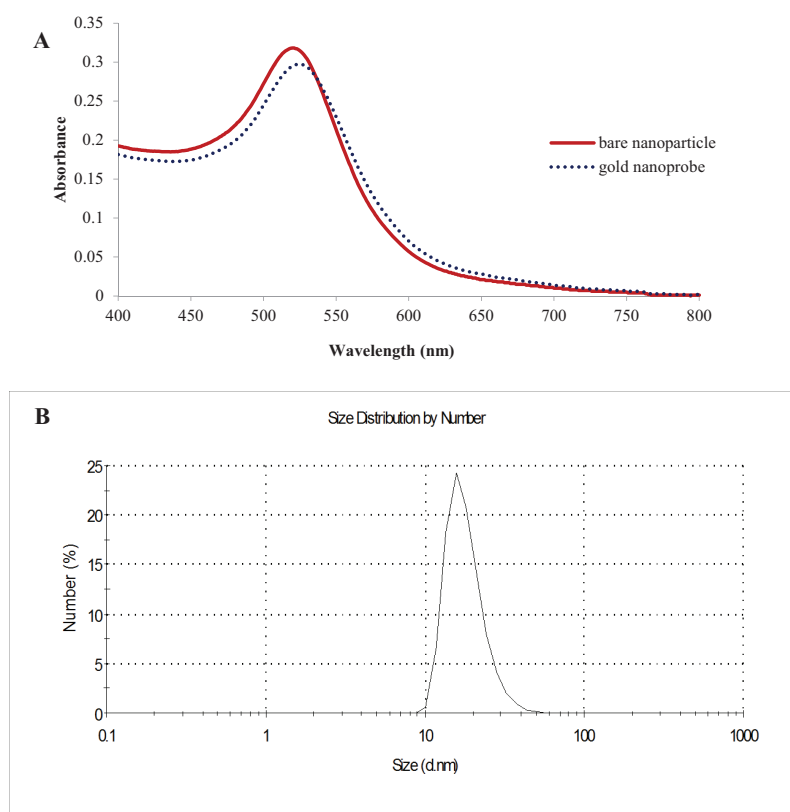 A
0.35
0.3
0.25
0.2
0.15
0.1
0.05
0
Absorbance
400 450 500 550 600 650 700 750 800
Wavelength (nm)
bare nanoparticle
gold nanoprobe
B
Size Distribution by Number
25
20
15
10
5
0
Number (%)
0.1 1 10 100 1000
Size (d.nm)